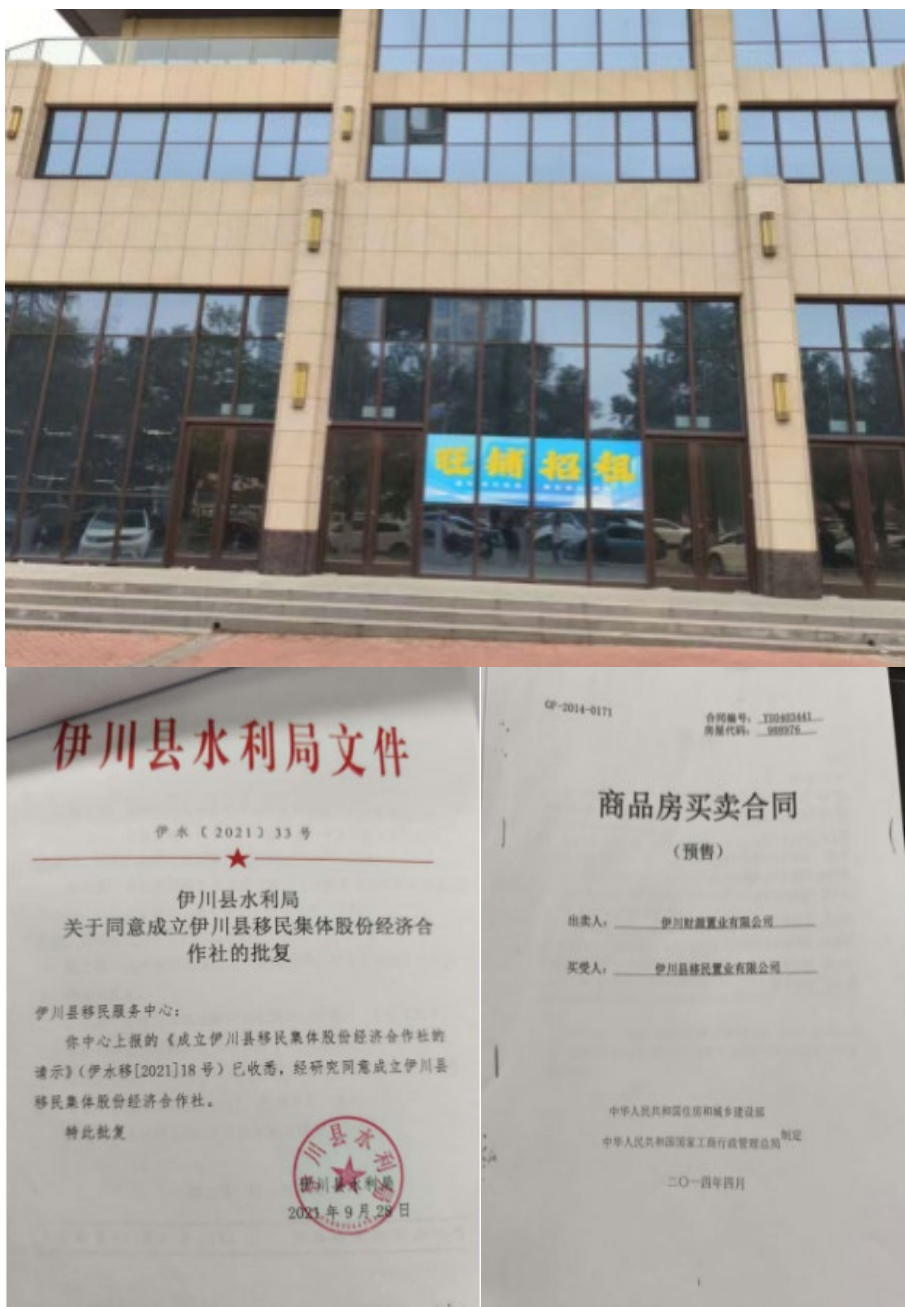 旺铺招租
伊川县水利局文件
伊水〔2021〕33号
伊川县水利局
关于同意成立伊川县移民集体股份经济合
作社的批复
伊川县移民服务中心：
你中心上报的《成立伊川县移民集体股份经济合作社的
请示》（伊水移[2021]18号）已收悉，经研究同意成立伊川县
移民集体股份经济合作社。
特此批复
伊川县水利局
伊川县水利局
2021年9月28日
GF-2014-0171
合同编号：
房屋代码：989976
商品房买卖合同
（预售）
出卖人：伊川财源置业有限公司
买受人：伊川县移民置业有限公司
中华人民共和国住房和城乡建设部
中华人民共和国国家工商行政管理总局 制定
二〇一四年四月
1